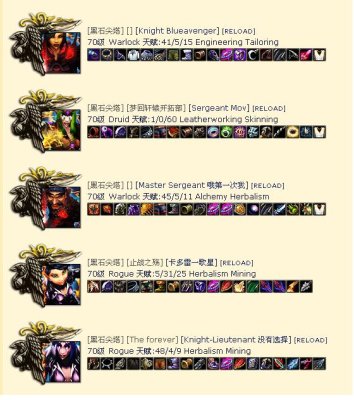 [黑石尖塔] [] [Knight Blueavenger] [RELOAD]
70级 Warlock 天赋:41/5/15 Engineering Tailoring
[黑石尖塔] [梦回轩辕开拓部] [Sergeant Mov] [RELOAD]
70级 Druid 天赋:1/0/60 Leatherworking Skinning
[黑石尖塔] [] [Master Sergeant 哦第一次我] [RELOAD]
70级 Warlock 天赋:45/5/11 Alchemy Herbalism
[黑石尖塔] [止战之殇] [卡多雷一歌星] [RELOAD]
70级 Rogue 天赋:5/31/25 Herbalism Mining
[黑石尖塔] [The forever] [Knight-Lieutenant 没有选择] [RELOAD]
70级 Rogue 天赋:48/4/9 Herbalism Mining